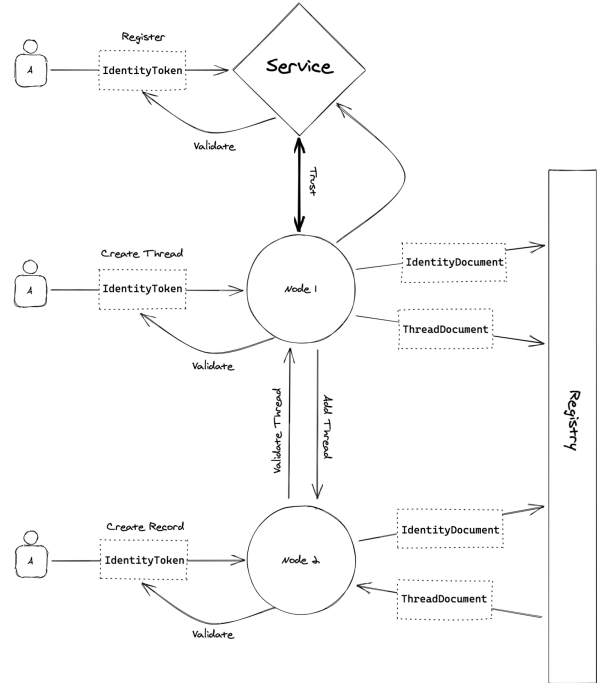 Register
A
IdentityToken
Service
Validate
Trust
Create Thread
A
IdentityToken
Node 1
IdentityDocument
ThreadDocument
Validate
Validate Thread
Add Thread
Registry
Create Record
A
IdentityToken
Node 2
IdentityDocument
ThreadDocument
Validate